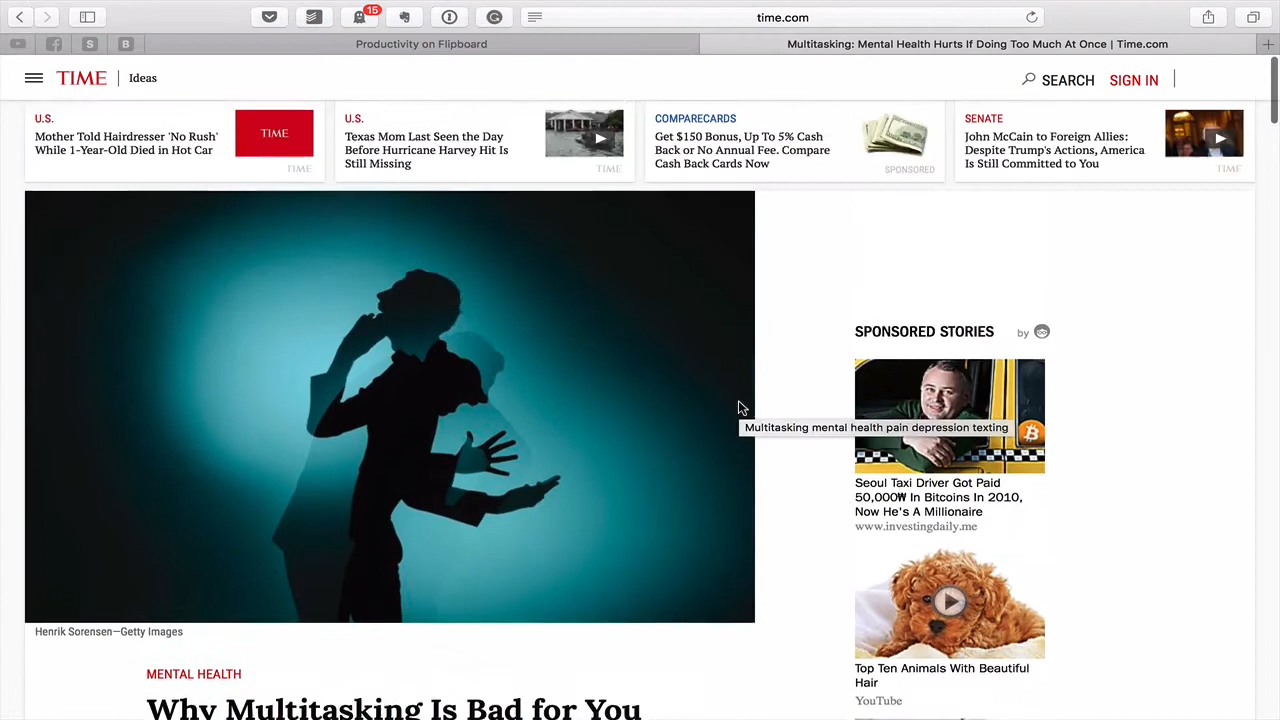 15
time.com
S
B
Productivity on Flipboard
Multitasking: Mental Health Hurts If Doing Too Much At Once | Time.com
TIME
Ideas
SEARCH
SIGN IN
U.S.
Mother Told Hairdresser 'No Rush'
While 1-Year-Old Died in Hot Car
TIME
TIME
U.S.
Texas Mom Last Seen the Day
Before Hurricane Harvey Hit Is
Still Missing
TIME
COMPARECARDS
Get $150 Bonus, Up To 5% Cash
Back or No Annual Fee. Compare
Cash Back Cards Now
SPONSORED
SENATE
John McCain to Foreign Allies:
Despite Trump's Actions, America
Is Still Committed to You
TIME
Multitasking mental health pain depression texting
Henrik Sorensen—Getty Images
MENTAL HEALTH
Why Multitasking Is Bad for You
SPONSORED STORIES
by
Seoul Taxi Driver Got Paid
50,000₩ In Bitcoins In 2010,
Now He's A Millionaire
www.investingdaily.me
Top Ten Animals With Beautiful
Hair
YouTube